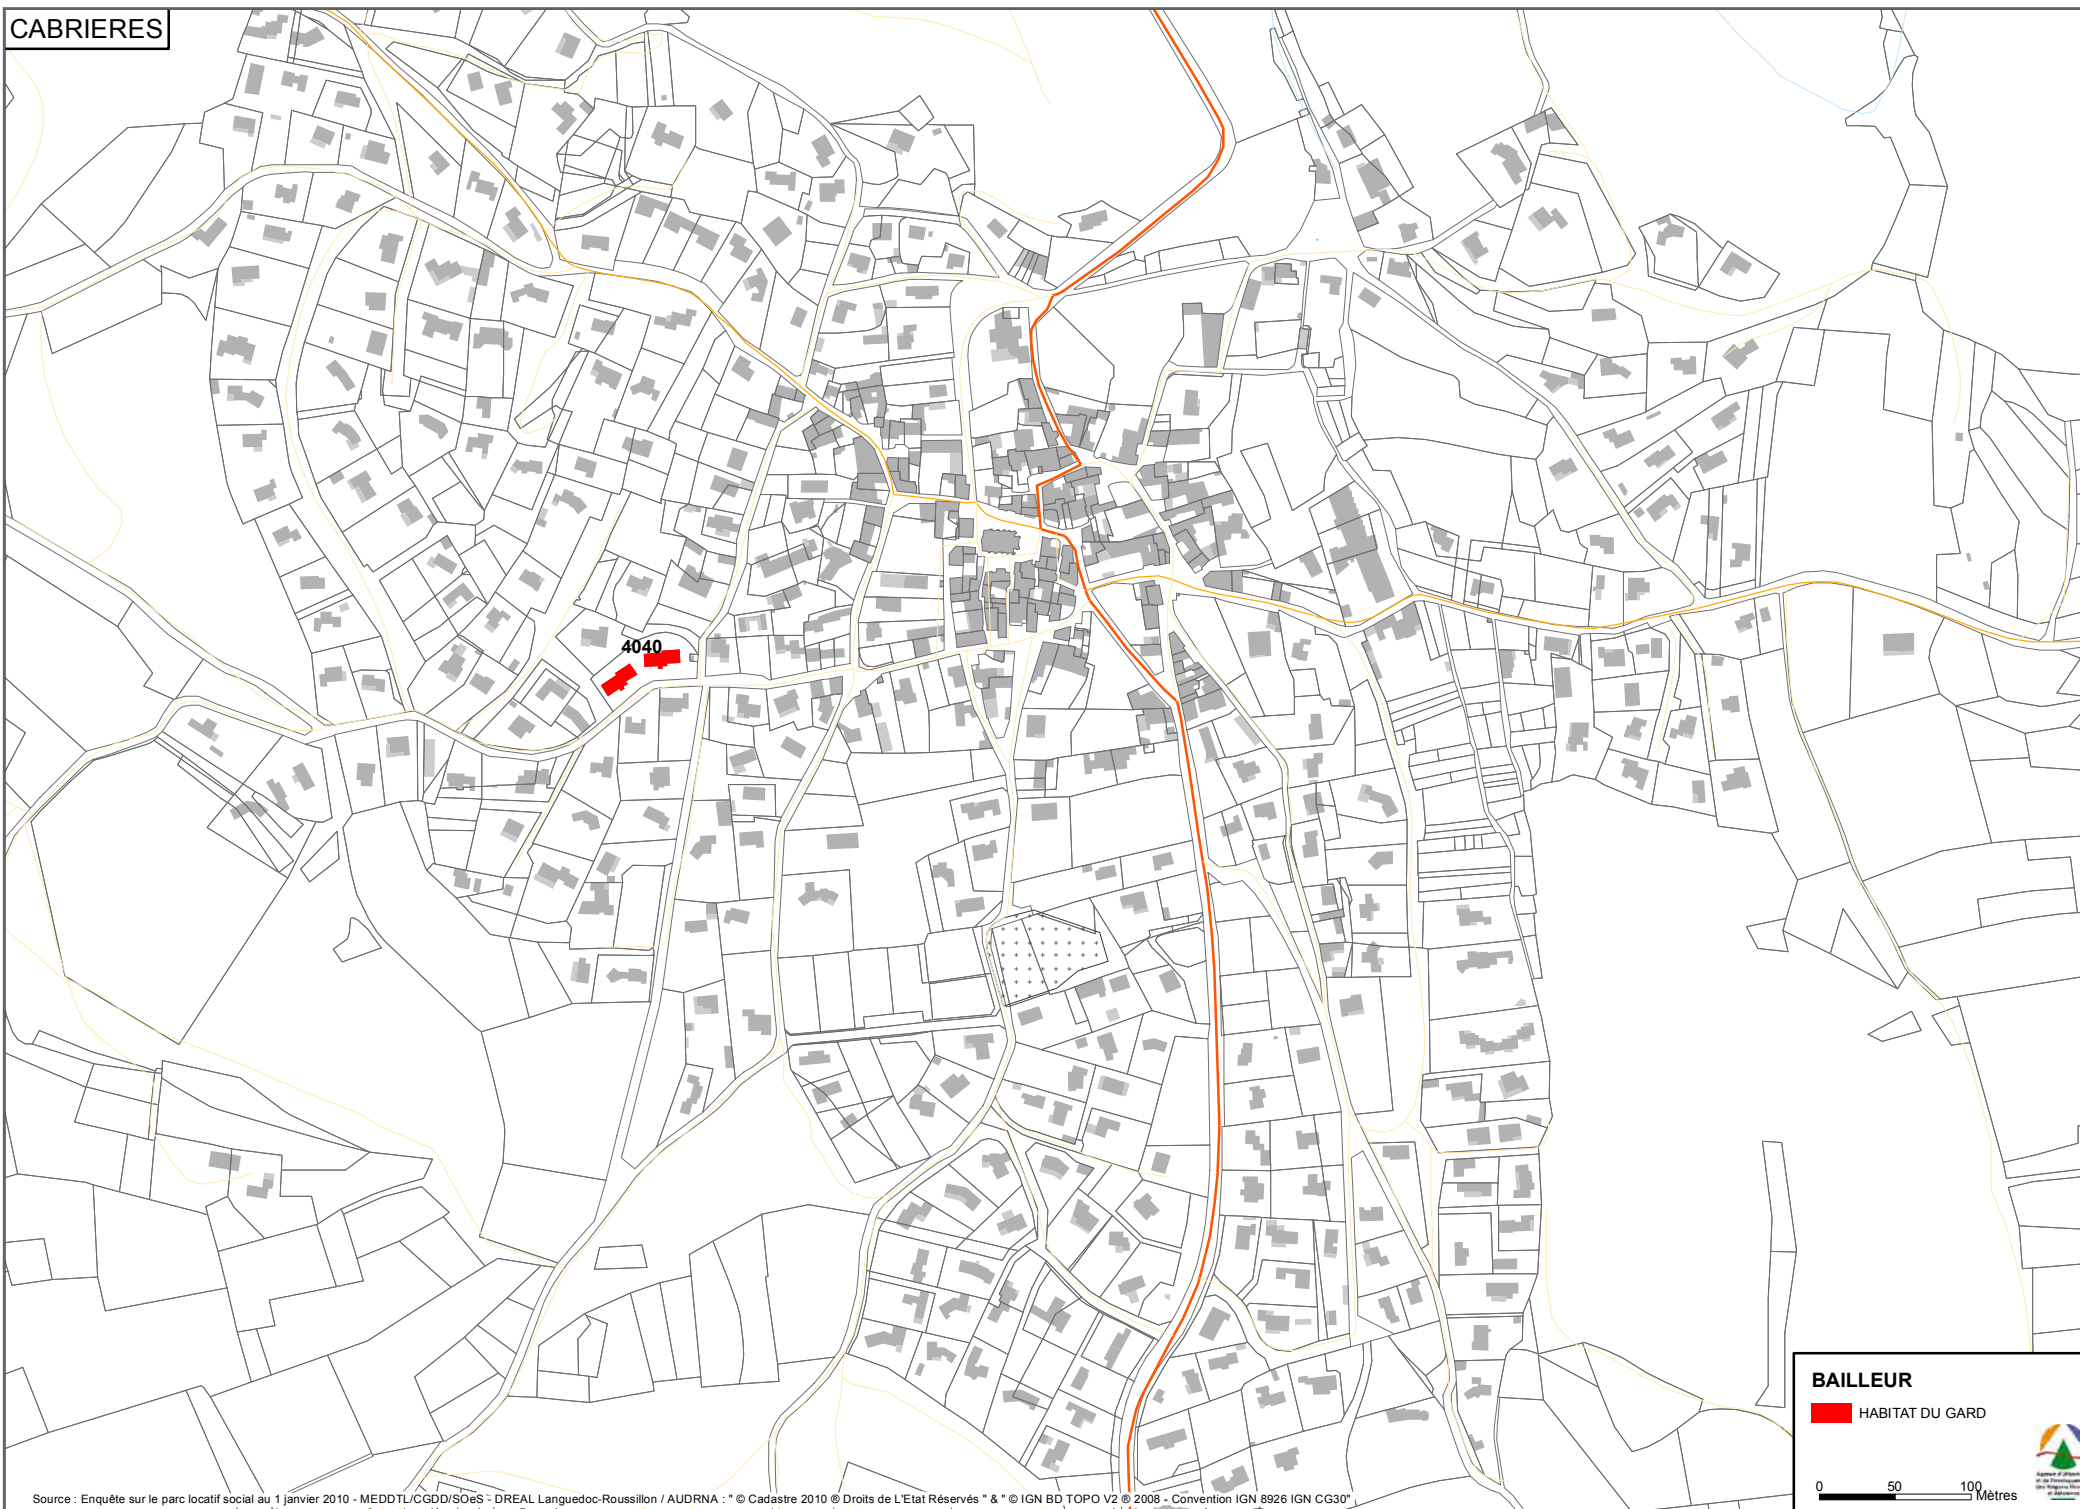 CABRIERES
4040
BAILLEUR
HABITAT DU GARD
0 50 100 Mètres
Source : Enquête sur le parc locatif social au 1 janvier 2010 - MEDDTL/CGDD/SOeS - DREAL Languedoc-Roussillon / AUDRNA : " © Cadastre 2010 ® Droits de L'Etat Réservés " & " © IGN BD TOPO V2 ® 2008 - Convention IGN 8926 IGN CG30"